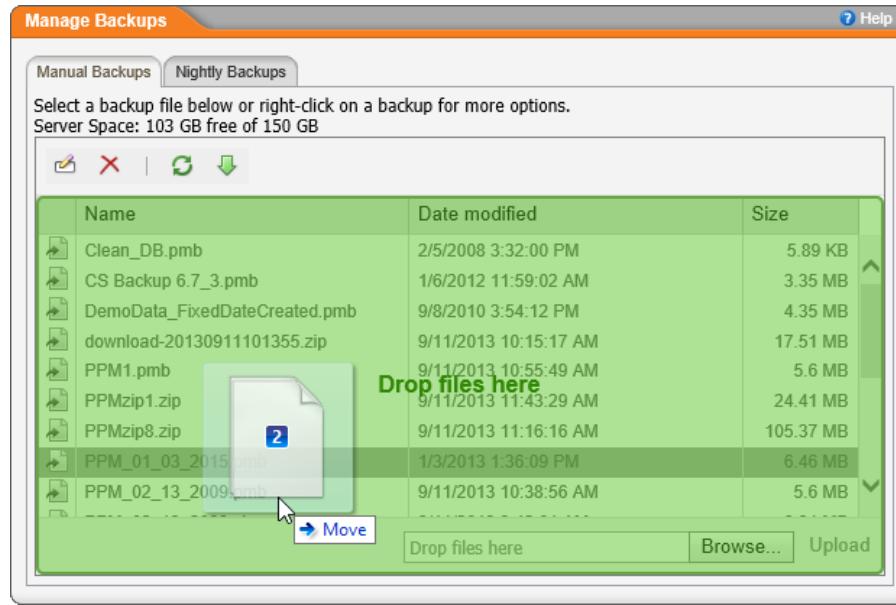 Manage Backups Help
Manual Backups Nightly Backups
Select a backup file below or right-click on a backup for more options.
Server Space: 103 GB free of 150 GB
Name Date modified Size
Clean_DB.pmb 2/5/2008 3:32:00 PM 5.89 KB
CS Backup 6.7_3.pmb 1/6/2012 11:59:02 AM 3.35 MB
DemoData_FixedDateCreated.pmb 9/8/2010 3:54:12 PM 4.35 MB
download-20130911101355.zip 9/11/2013 10:15:17 AM 17.51 MB
PPM1.pmb 9/11/2013 10:55:49 AM 5.6 MB
Drop files here
PPMzip1.zip 9/11/2013 11:43:29 AM 24.41 MB
PPMzip8.zip 9/11/2013 11:16:16 AM 105.37 MB
2
PPM_01_03_2015.pmb 1/3/2013 1:36:09 PM 6.46 MB
PPM_02_13_2009.pmb 9/11/2013 10:38:56 AM 5.6 MB
Move
Drop files here Browse... Upload